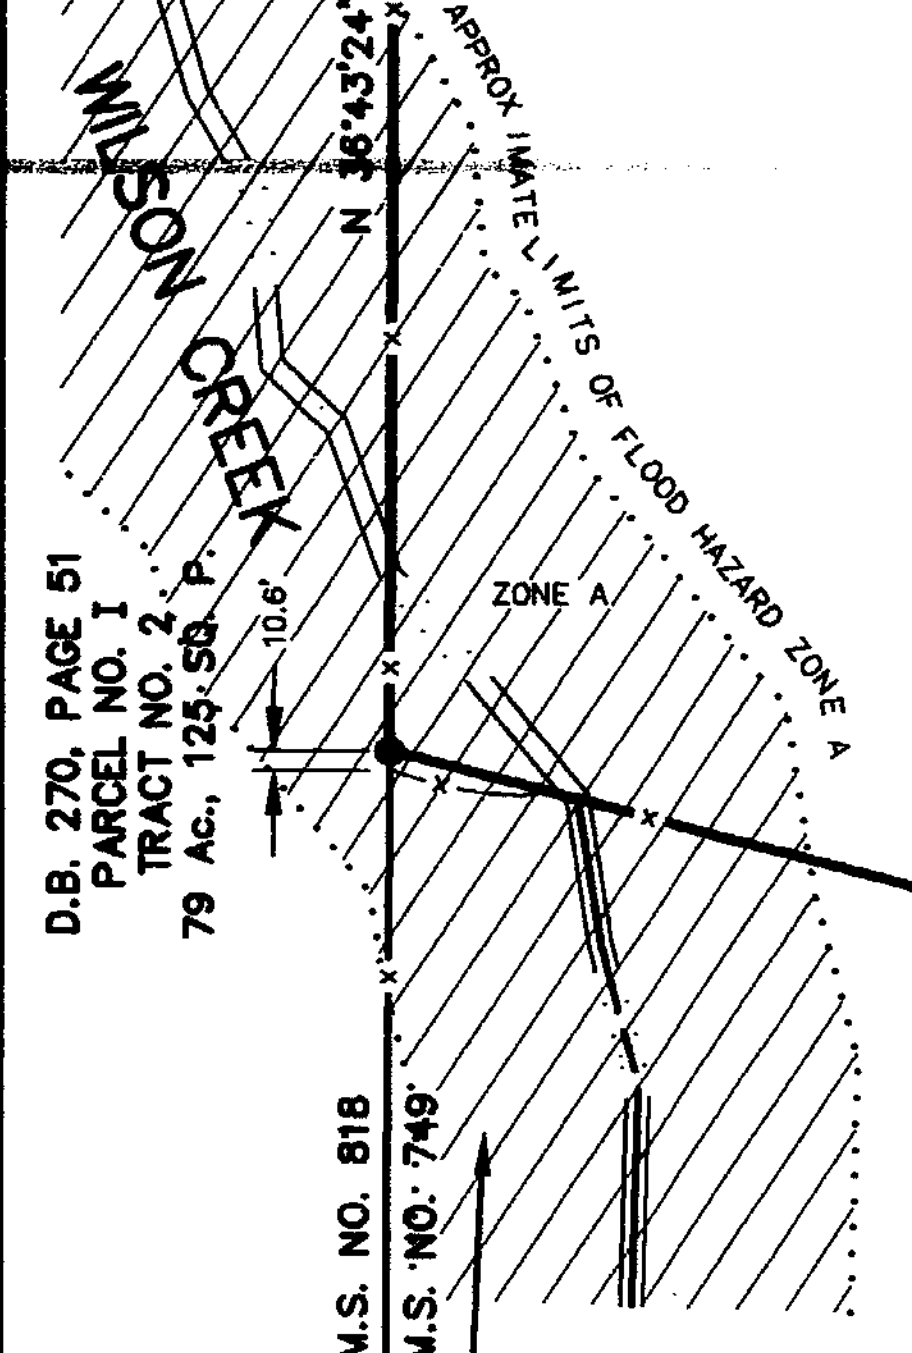 WILSON
CREEK
N 36°43'24"
APPROXIMATE LIMITS OF FLOOD HAZARD ZONE A
D.B. 270, PAGE 51
PARCEL NO. I
TRACT NO. 2
79 Ac., 125 SQ. P.
10.6'
ZONE A
M.S. NO. 818
M.S. NO. 749